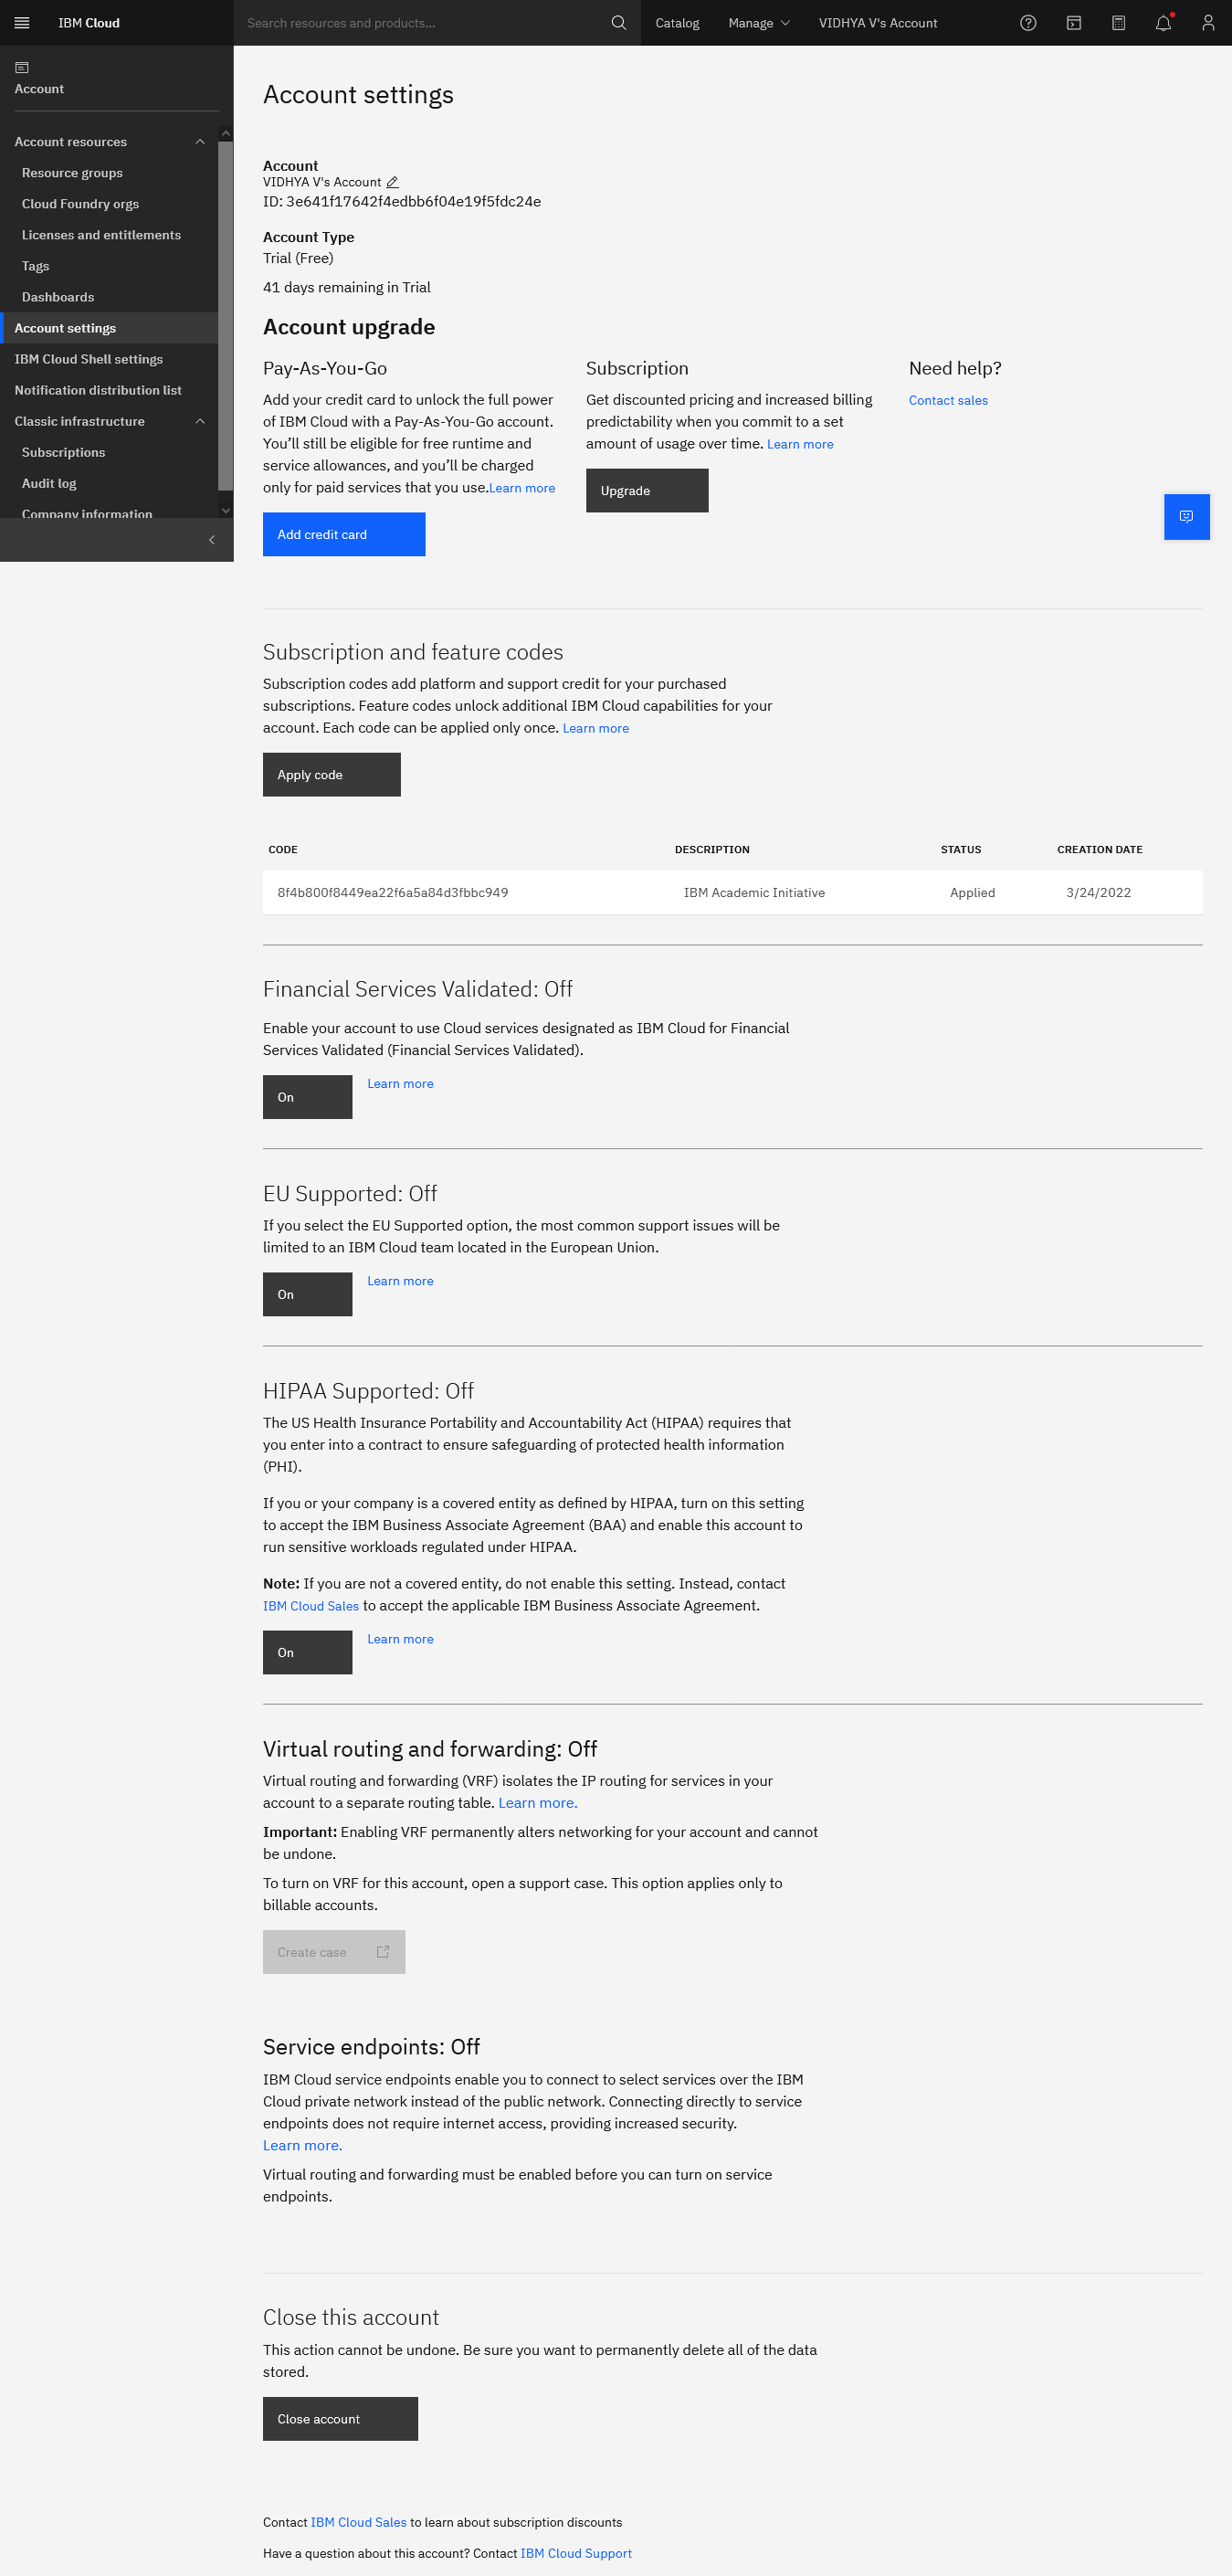 IBM Cloud
Search resources and products...
Catalog
Manage
VIDHYA V's Account
Account
Account resources
Resource groups
Cloud Foundry orgs
Licenses and entitlements
Tags
Dashboards
Account settings
IBM Cloud Shell settings
Notification distribution list
Classic infrastructure
Subscriptions
Audit log
Company information
Account settings
Account
VIDHYA V's Account
ID: 3e641f17642f4edbb6f04e19f5fdc24e
Account Type
Trial (Free)
41 days remaining in Trial
Account upgrade
Pay-As-You-Go
Add your credit card to unlock the full power
of IBM Cloud with a Pay-As-You-Go account.
You’ll still be eligible for free runtime and
service allowances, and you’ll be charged
only for paid services that you use.Learn more
Add credit card
Subscription
Get discounted pricing and increased billing
predictability when you commit to a set
amount of usage over time. Learn more
Upgrade
Need help?
Contact sales
Subscription and feature codes
Subscription codes add platform and support credit for your purchased
subscriptions. Feature codes unlock additional IBM Cloud capabilities for your
account. Each code can be applied only once. Learn more
Apply code
CODE DESCRIPTION STATUS CREATION DATE
8f4b800f8449ea22f6a5a84d3fbbc949 IBM Academic Initiative Applied 3/24/2022
Financial Services Validated: Off
Enable your account to use Cloud services designated as IBM Cloud for Financial
Services Validated (Financial Services Validated).
On Learn more
EU Supported: Off
If you select the EU Supported option, the most common support issues will be
limited to an IBM Cloud team located in the European Union.
On Learn more
HIPAA Supported: Off
The US Health Insurance Portability and Accountability Act (HIPAA) requires that
you enter into a contract to ensure safeguarding of protected health information
(PHI).
If you or your company is a covered entity as defined by HIPAA, turn on this setting
to accept the IBM Business Associate Agreement (BAA) and enable this account to
run sensitive workloads regulated under HIPAA.
Note: If you are not a covered entity, do not enable this setting. Instead, contact
IBM Cloud Sales to accept the applicable IBM Business Associate Agreement.
On Learn more
Virtual routing and forwarding: Off
Virtual routing and forwarding (VRF) isolates the IP routing for services in your
account to a separate routing table. Learn more.
Important: Enabling VRF permanently alters networking for your account and cannot
be undone.
To turn on VRF for this account, open a support case. This option applies only to
billable accounts.
Create case
Service endpoints: Off
IBM Cloud service endpoints enable you to connect to select services over the IBM
Cloud private network instead of the public network. Connecting directly to service
endpoints does not require internet access, providing increased security.
Learn more.
Virtual routing and forwarding must be enabled before you can turn on service
endpoints.
Close this account
This action cannot be undone. Be sure you want to permanently delete all of the data
stored.
Close account
Contact IBM Cloud Sales to learn about subscription discounts
Have a question about this account? Contact IBM Cloud Support